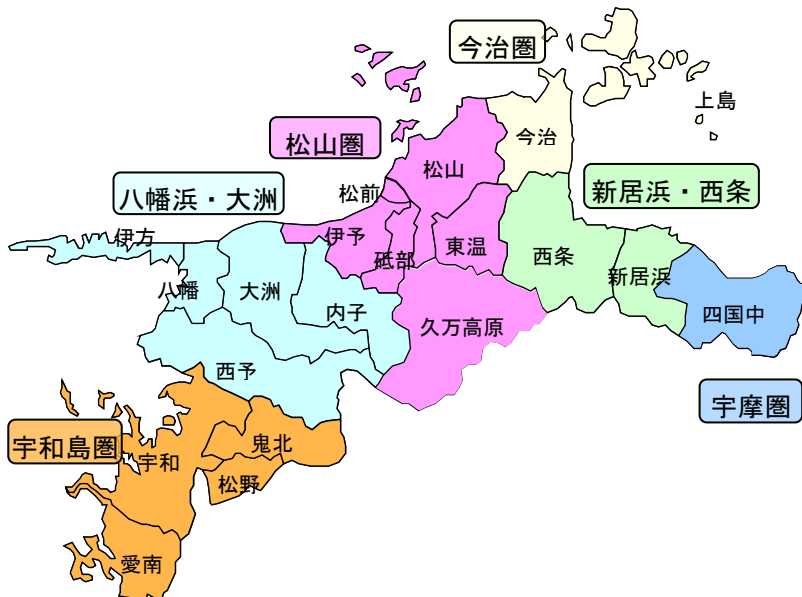 今治圏
上島
松山圏
今治
松山
八幡浜・大洲
松前
新居浜・西条
伊方
伊予
東温
砥部
西条
新居浜
八幡
大洲
内子
久万高原
四国中
西予
宇摩圏
宇和島圏
鬼北
宇和
松野
愛南